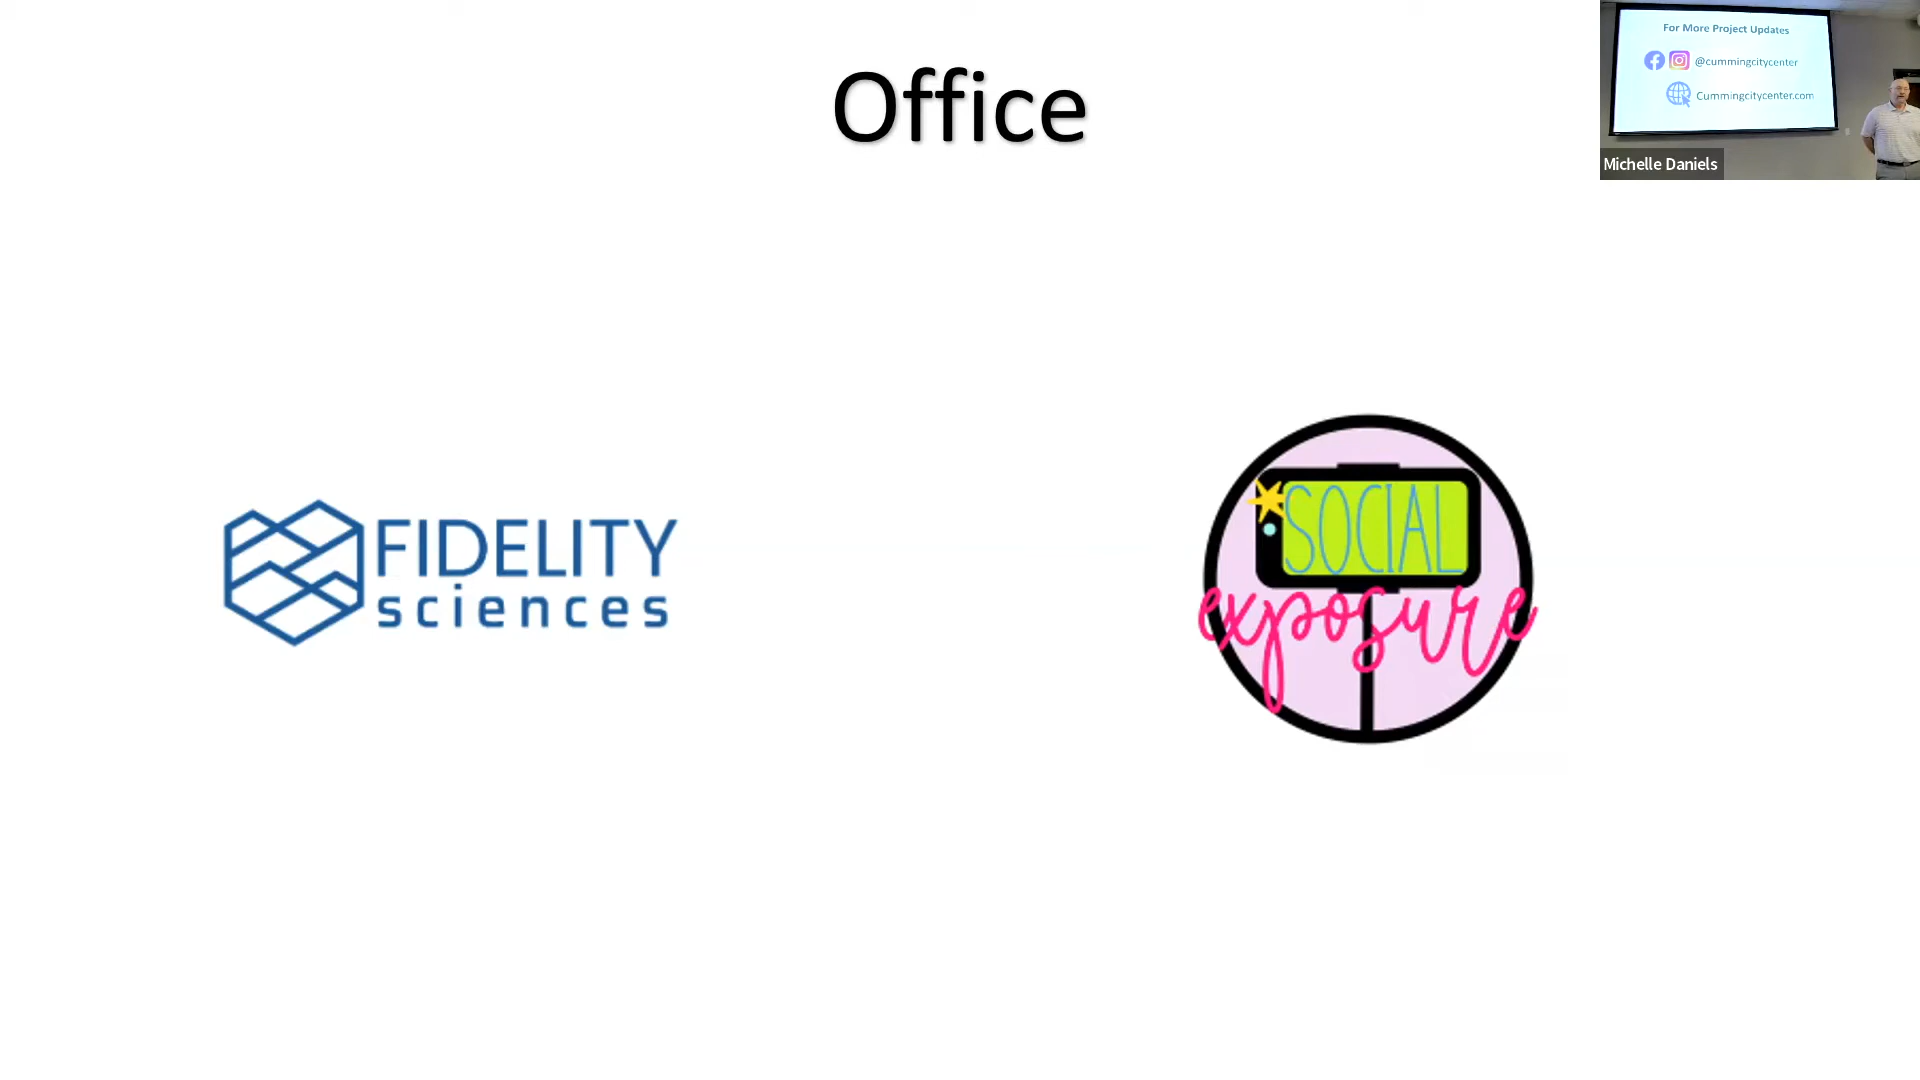 Office
For More Project Updates
@cummingcitycenter
Cummingcitycenter.com
Michelle Daniels
FIDELITY
sciences
SOCIAL
exposure